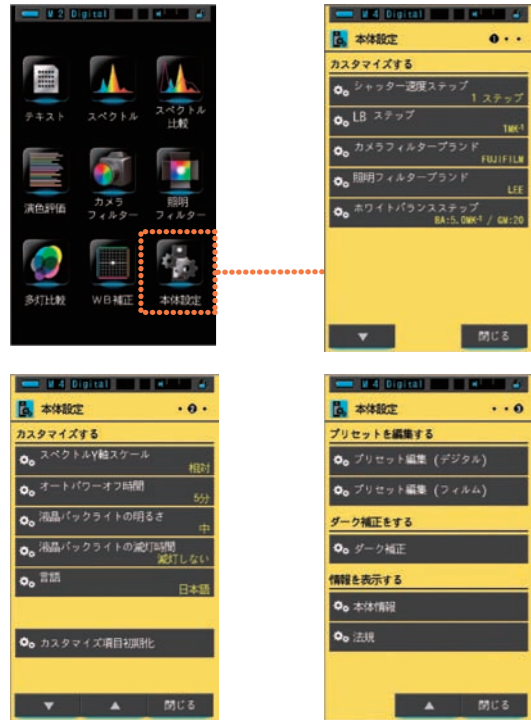 M 2 Digital
テキスト
スペクトル
スペクトル
比較
演色評価
カメラ
フィルター
照明
フィルター
多灯比較
WB補正
本体設定
M 4 Digital
本体設定
❶・・
カスタマイズする
シャッター速度ステップ
1 ステップ
LB ステップ
1MK⁻¹
カメラフィルターブランド
FUJIFILM
照明フィルターブランド
LEE
ホワイトバランスステップ
BA:5.0MK⁻¹ / GM:20
▼
閉じる
M 4 Digital
本体設定
・❷・
カスタマイズする
スペクトルY軸スケール
相対
オートパワーオフ時間
5分
液晶バックライトの明るさ
中
液晶バックライトの減灯時間
減灯しない
言語
日本語
カスタマイズ項目初期化
▼ ▲ 閉じる
M 4 Digital
本体設定
・・❸
プリセットを編集する
プリセット編集 (デジタル)
プリセット編集 (フィルム)
ダーク補正をする
ダーク補正
情報を表示する
本体情報
法規
▲ 閉じる